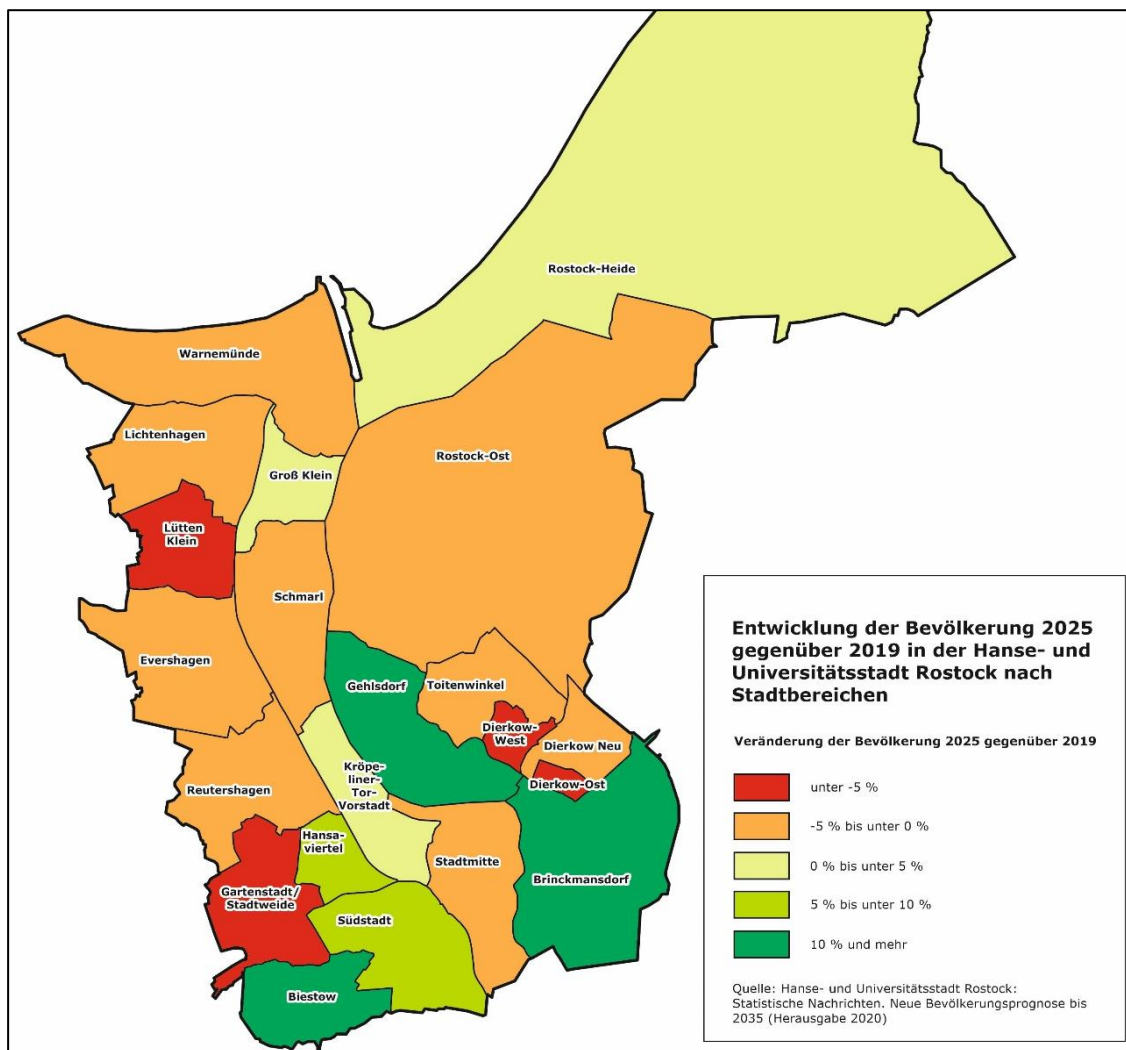 Rostock-Heide
Warnemünde
Lichtenhagen
Rostock-Ost
Groß Klein
Lütten
Klein
Schmarl
Evershagen
Gehlsdorf
Toitenwinkel
Dierkow-
West
Dierkow Neu
Dierkow-Ost
Kröpe-
liner-
Tor-
Vorstadt
Reutershagen
Hansa-
viertel
Stadtmitte
Brinckmansdorf
Gartenstadt/
Stadtweide
Südstadt
Biestow
Entwicklung der Bevölkerung 2025
gegenüber 2019 in der Hanse- und
Universitätsstadt Rostock nach
Stadtbereichen
Veränderung der Bevölkerung 2025 gegenüber 2019
unter -5 %
-5 % bis unter 0 %
0 % bis unter 5 %
5 % bis unter 10 %
10 % und mehr
Quelle: Hanse- und Universitätsstadt Rostock:
Statistische Nachrichten. Neue Bevölkerungsprognose bis
2035 (Herausgabe 2020)